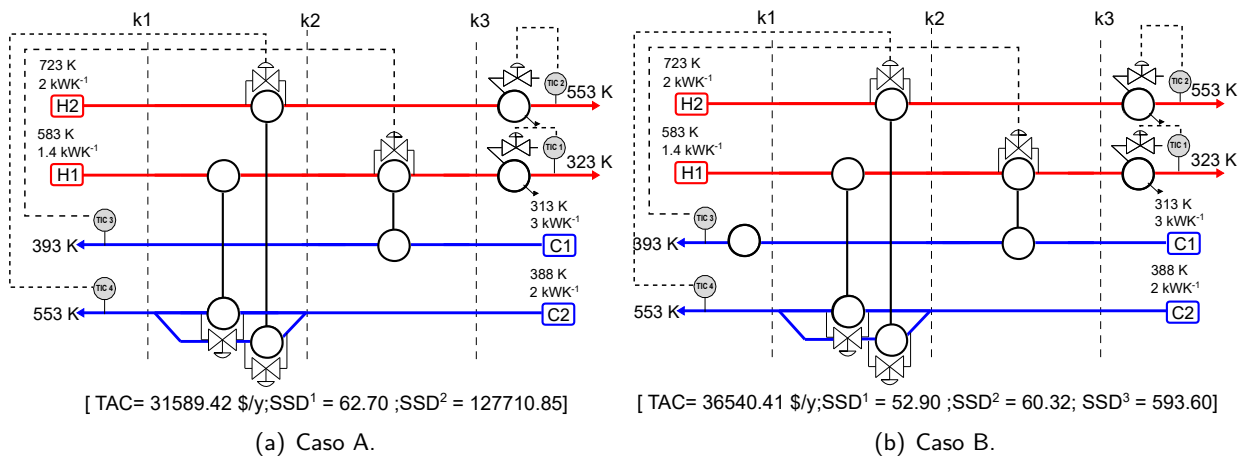 k1 k2 k3
723 K
2 kWK⁻¹
TIC 2
553 K
H2
583 K
1.4 kWK⁻¹
TIC 1
323 K
H1
313 K
3 kWK⁻¹
TIC 3
393 K
C1
388 K
2 kWK⁻¹
TIC 4
553 K
C2
[ TAC= 31589.42 $/y;SSD¹ = 62.70 ;SSD² = 127710.85]
(a) Caso A.
k1 k2 k3
723 K
2 kWK⁻¹
TIC 2
553 K
H2
583 K
1.4 kWK⁻¹
TIC 1
323 K
H1
313 K
3 kWK⁻¹
TIC 3
393 K
C1
388 K
2 kWK⁻¹
TIC 4
553 K
C2
[ TAC= 36540.41 $/y;SSD¹ = 52.90 ;SSD² = 60.32; SSD³ = 593.60]
(b) Caso B.